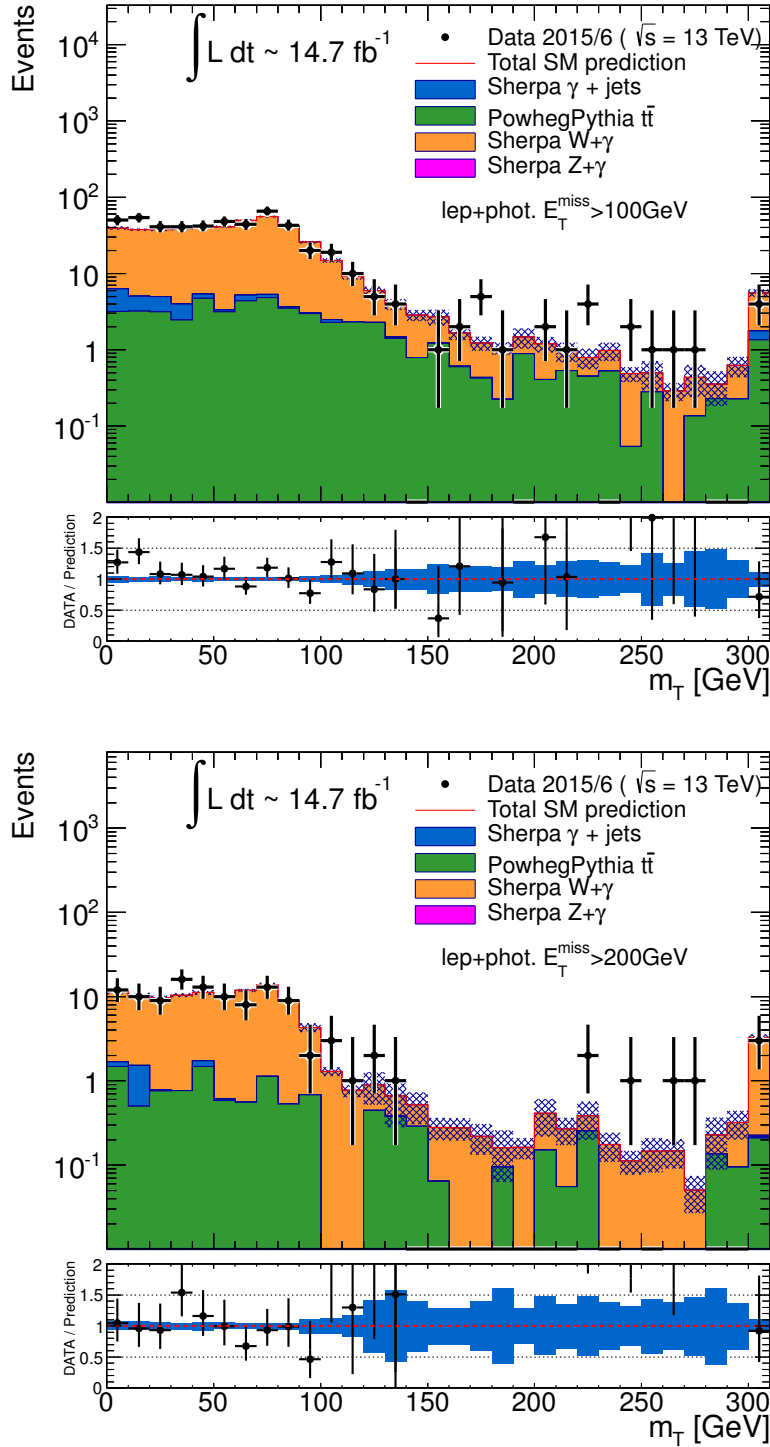 Events
∫ L dt ~ 14.7 fb⁻¹
Data 2015/6 ( √s = 13 TeV)
Total SM prediction
Sherpa γ + jets
PowhegPythia tt̄
Sherpa W+γ
Sherpa Z+γ
lep+phot. E_T^miss>100GeV
10⁴
10³
10²
10
1
10⁻¹
DATA / Prediction
2
1.5
1
0.5
0
0 50 100 150 200 250 300
m_T [GeV]
Events
∫ L dt ~ 14.7 fb⁻¹
Data 2015/6 ( √s = 13 TeV)
Total SM prediction
Sherpa γ + jets
PowhegPythia tt̄
Sherpa W+γ
Sherpa Z+γ
lep+phot. E_T^miss>200GeV
10³
10²
10
1
10⁻¹
DATA / Prediction
2
1.5
1
0.5
0
0 50 100 150 200 250 300
m_T [GeV]